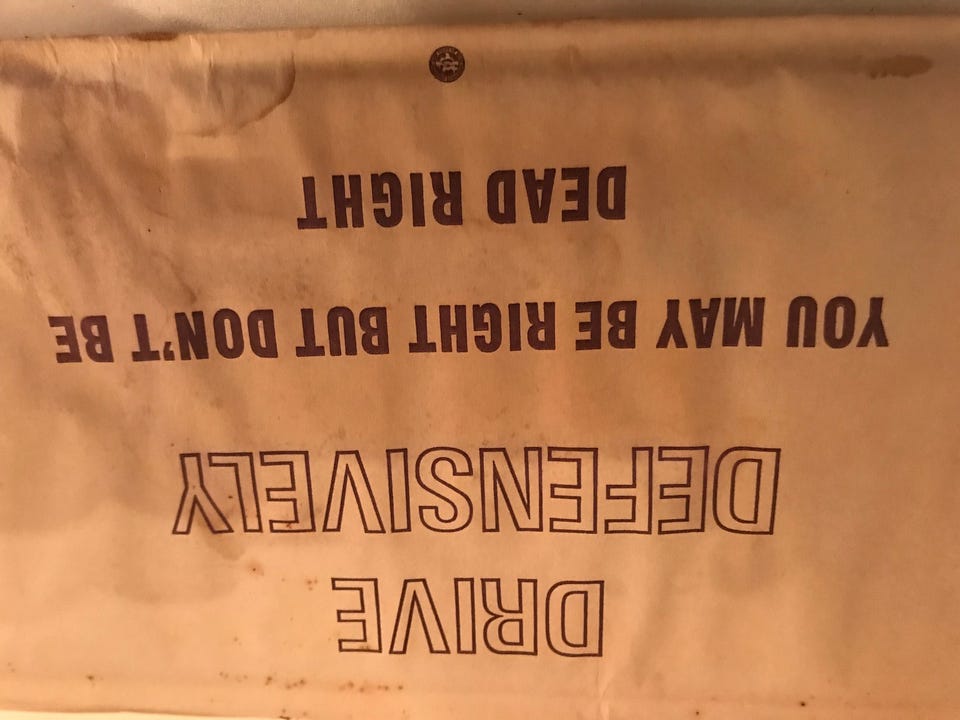 DRIVE
DEFENSIVELY
YOU MAY BE RIGHT BUT DON'T BE
DEAD RIGHT